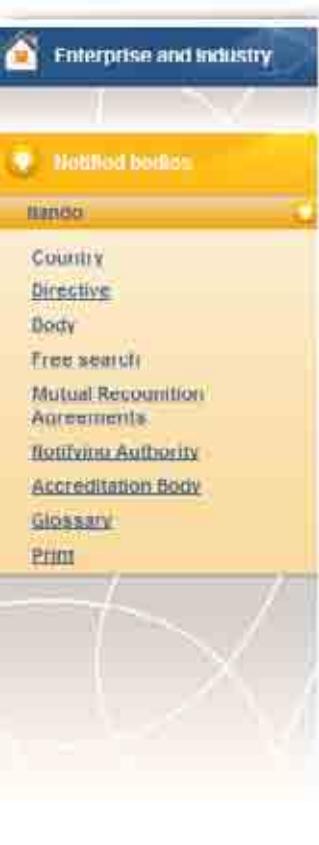 Enterprise and Industry
Notified bodies
Nando
Country
Directive
Body
Free search
Mutual Recognition
Agreements
Notifying Authority
Accreditation Body
Glossary
Print